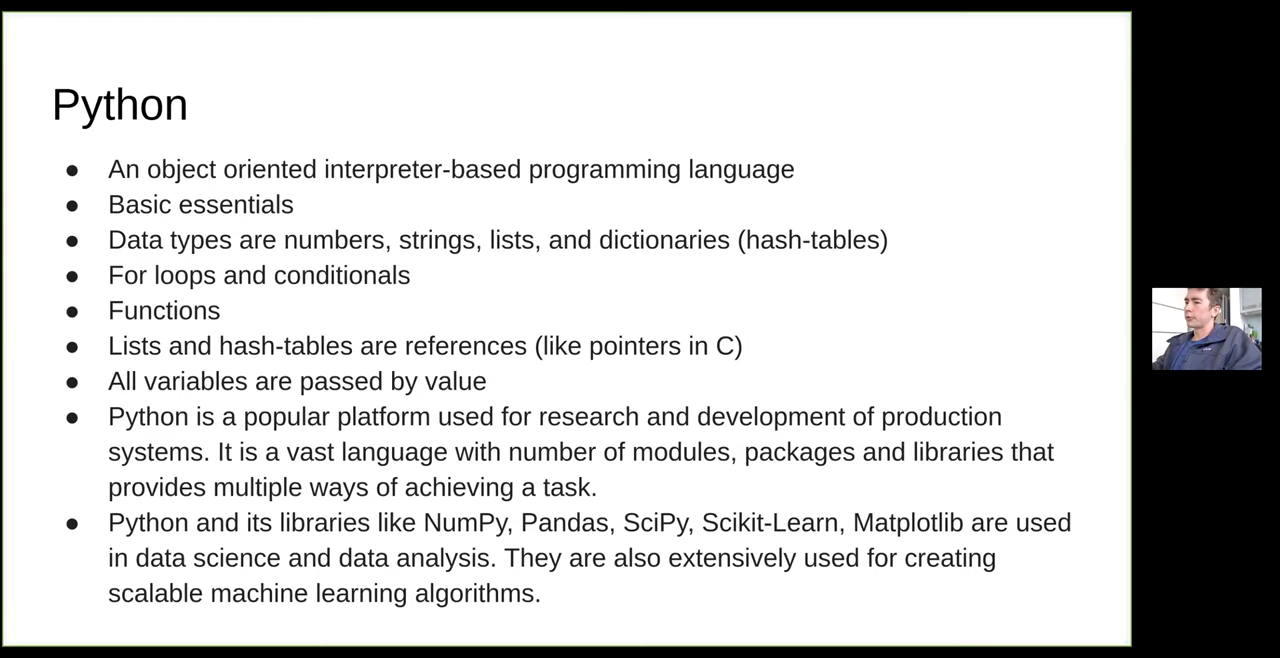 Python
● An object oriented interpreter-based programming language
● Basic essentials
● Data types are numbers, strings, lists, and dictionaries (hash-tables)
● For loops and conditionals
● Functions
● Lists and hash-tables are references (like pointers in C)
● All variables are passed by value
● Python is a popular platform used for research and development of production
systems. It is a vast language with number of modules, packages and libraries that
provides multiple ways of achieving a task.
● Python and its libraries like NumPy, Pandas, SciPy, Scikit-Learn, Matplotlib are used
in data science and data analysis. They are also extensively used for creating
scalable machine learning algorithms.